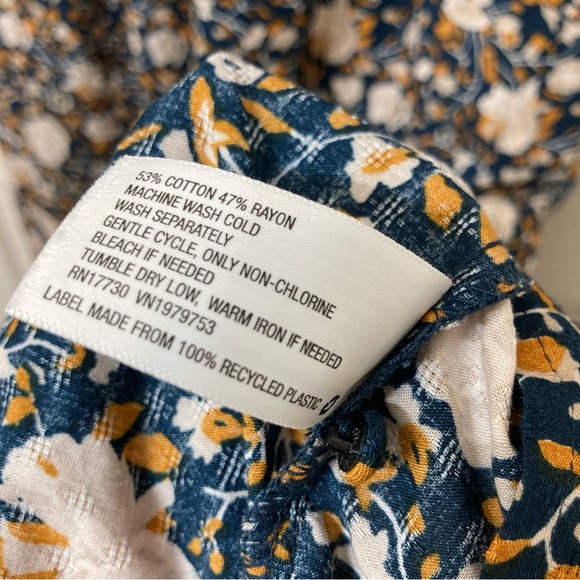 53% COTTON 47% RAYON
MACHINE WASH COLD
WASH SEPARATELY
GENTLE CYCLE, ONLY NON-CHLORINE
BLEACH IF NEEDED
TUMBLE DRY LOW, WARM IRON IF NEEDED
RN17730 VN1979753
LABEL MADE FROM 100% RECYCLED PLASTIC